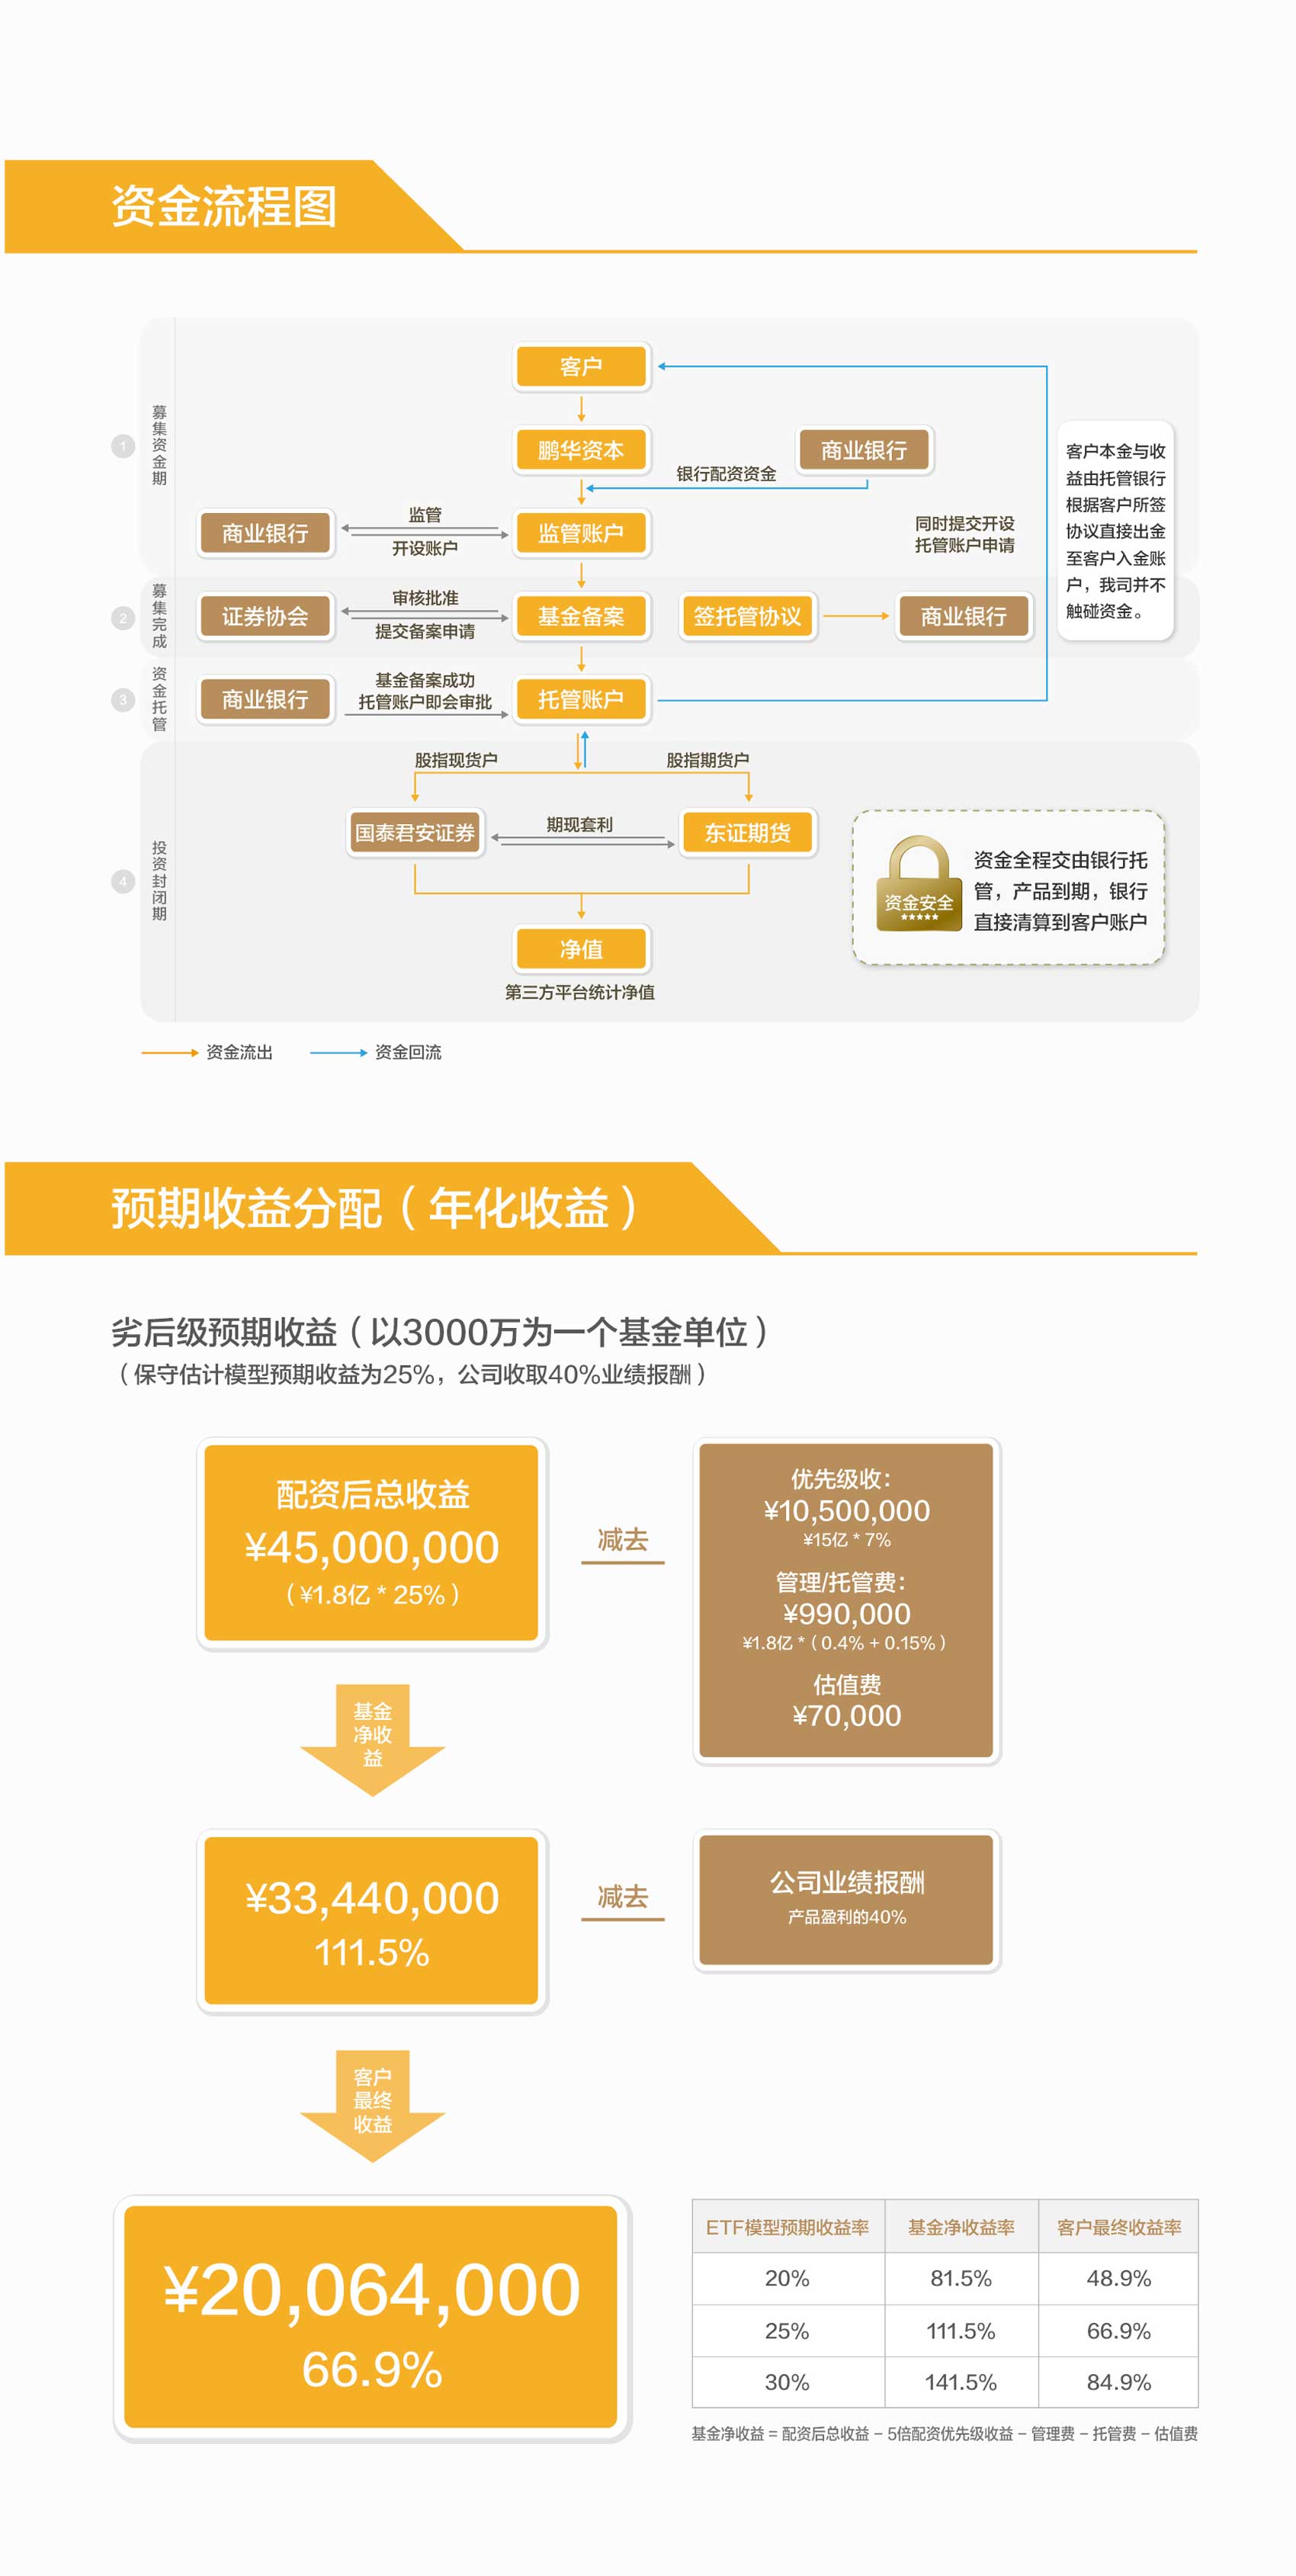 资金流程图
1
募集资金期
客户
鹏华资本
商业银行
银行配资资金
商业银行
监管
开设账户
监管账户
同时提交开设
托管账户申请
客户本金与收
益由托管银行
根据客户所签
协议直接出金
至客户入金账
户，我司并不
触碰资金。
2
募集完成
证券协会
审核批准
提交备案申请
基金备案
签托管协议
商业银行
3
资金托管
商业银行
基金备案成功
托管账户即会审批
托管账户
4
投资封闭期
股指现货户
股指期货户
国泰君安证券
期现套利
东证期货
净值
第三方平台统计净值
资金安全
★★★★★
资金全程交由银行托
管，产品到期，银行
直接清算到客户账户
资金流出
资金回流
预期收益分配（年化收益）
劣后级预期收益（以3000万为一个基金单位）
（保守估计模型预期收益为25%，公司收取40%业绩报酬）
配资后总收益
¥45,000,000
（¥1.8亿 * 25%）
减去
优先级收：
¥10,500,000
¥15亿 * 7%
管理/托管费：
¥990,000
¥1.8亿 *（0.4% + 0.15%）
估值费
¥70,000
基金
净收
益
¥33,440,000
111.5%
减去
公司业绩报酬
产品盈利的40%
客户
最终
收益
¥20,064,000
66.9%
ETF模型预期收益率 基金净收益率 客户最终收益率
20% 81.5% 48.9%
25% 111.5% 66.9%
30% 141.5% 84.9%
基金净收益 = 配资后总收益 − 5倍配资优先级收益 − 管理费 − 托管费 − 估值费